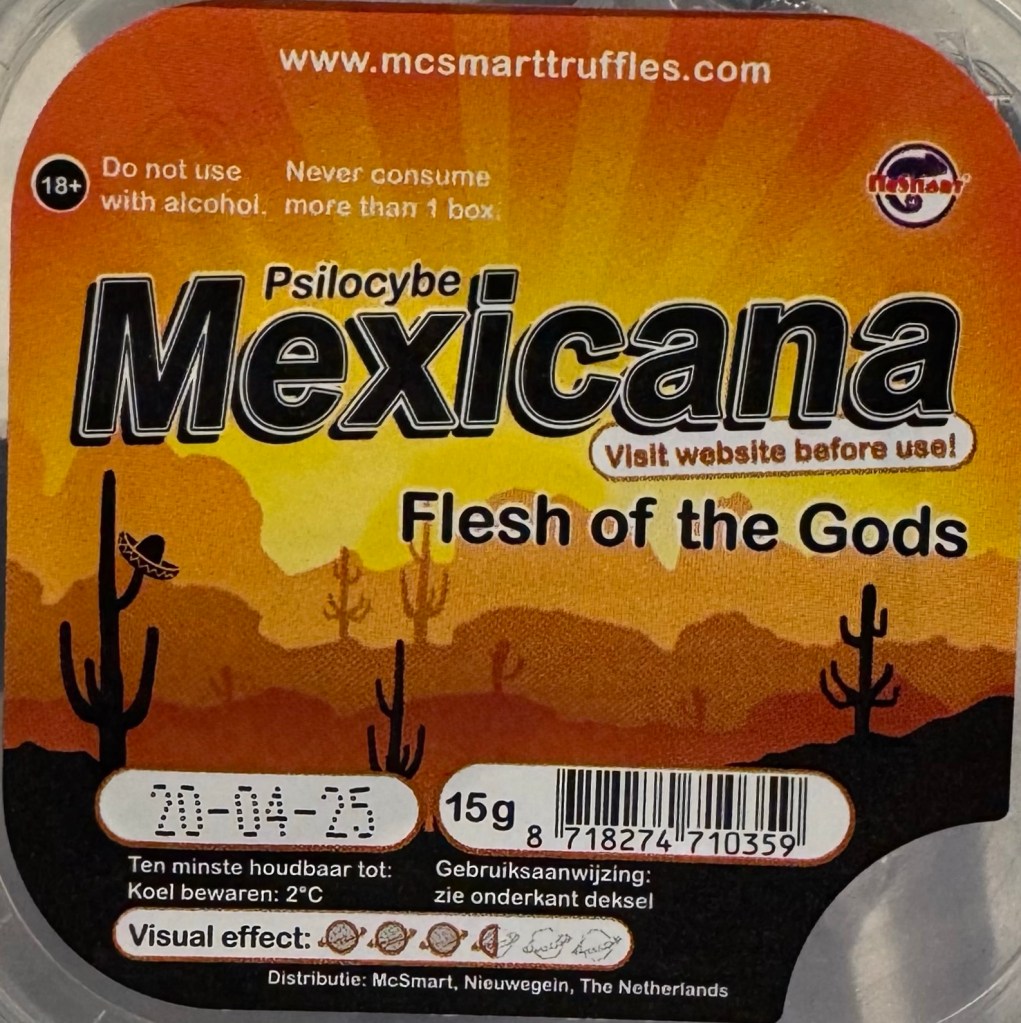 www.mcsmarttruffles.com
18+
Do not use Never consume
with alcohol. more than 1 box.
Psilocybe
Mexicana
Visit website before use!
Flesh of the Gods
20-04-25
15g
8 718274 710359
Ten minste houdbaar tot:
Koel bewaren: 2°C
Gebruiksaanwijzing:
zie onderkant deksel
Visual effect:
Distributie: McSmart, Nieuwegein, The Netherlands